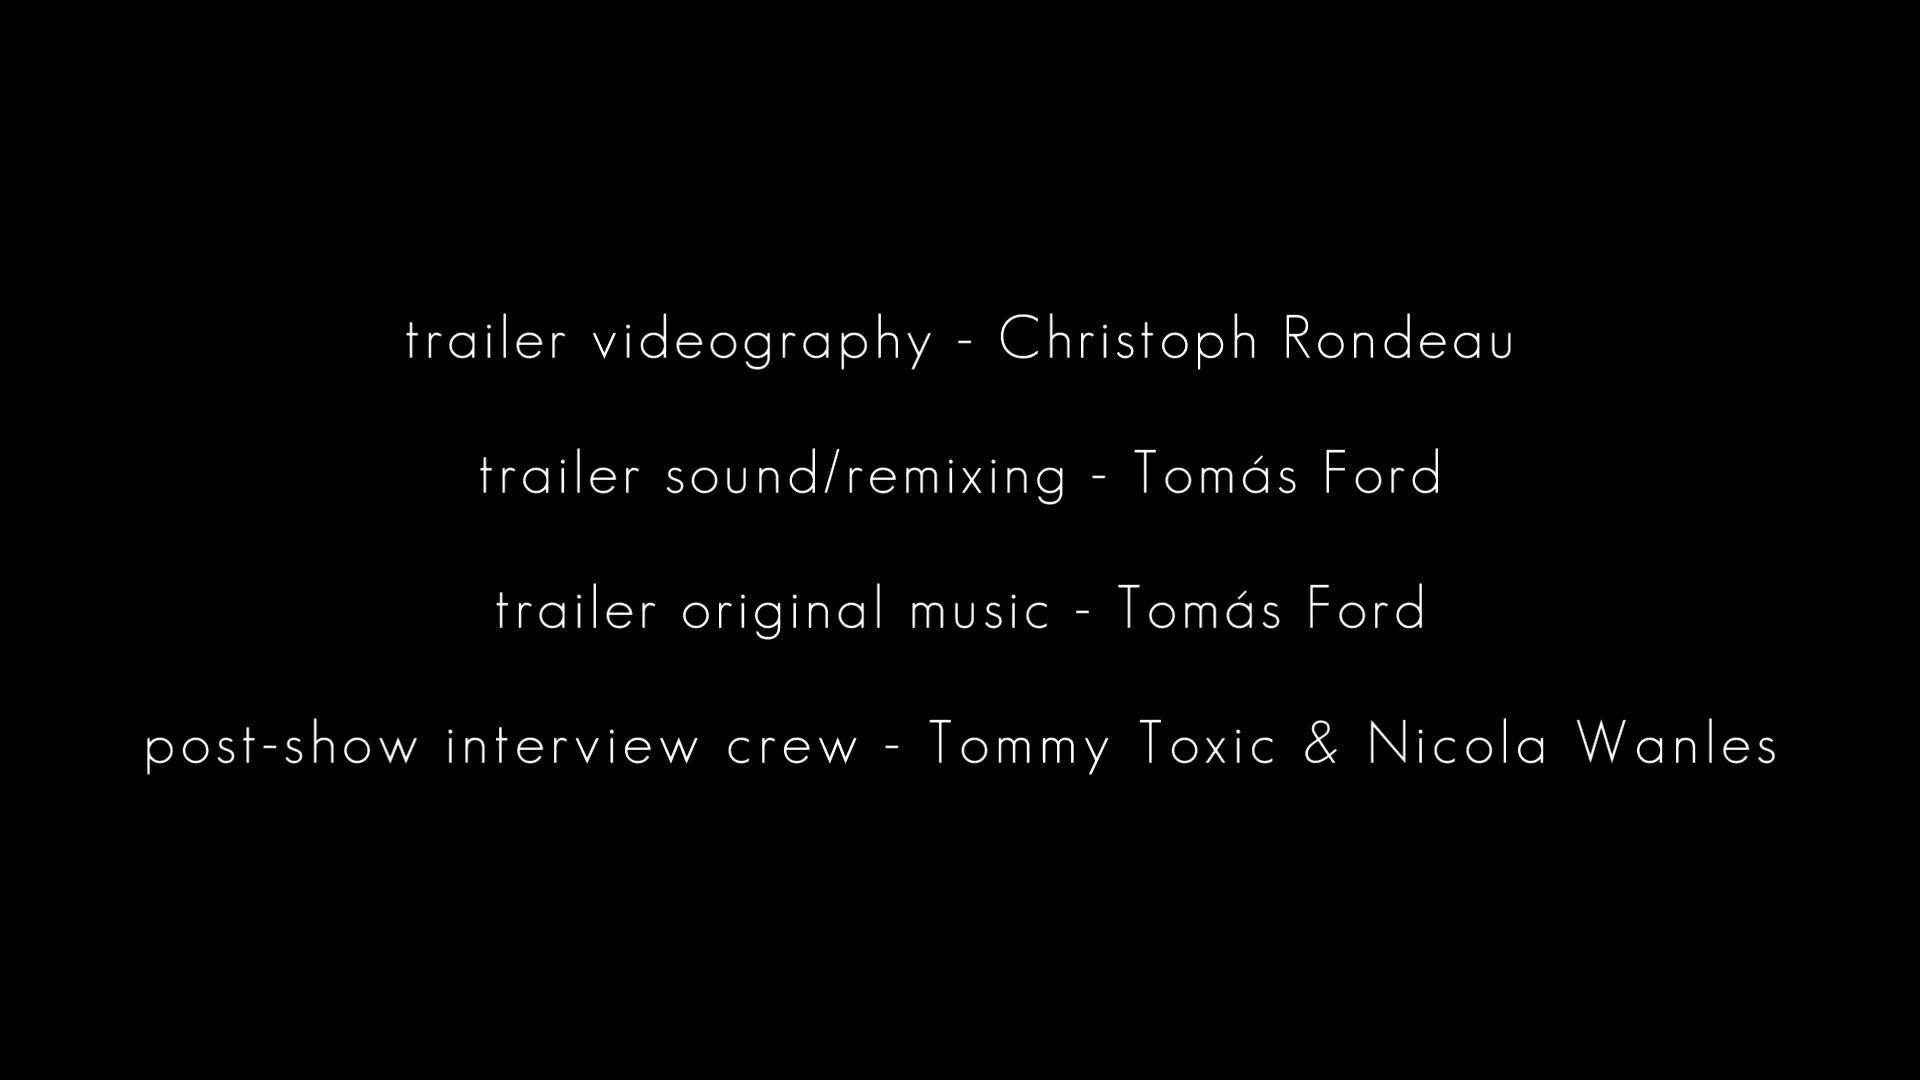 trailer videography - Christoph Rondeau
trailer sound/remixing - Tomás Ford
trailer original music - Tomás Ford
post-show interview crew - Tommy Toxic & Nicola Wanles